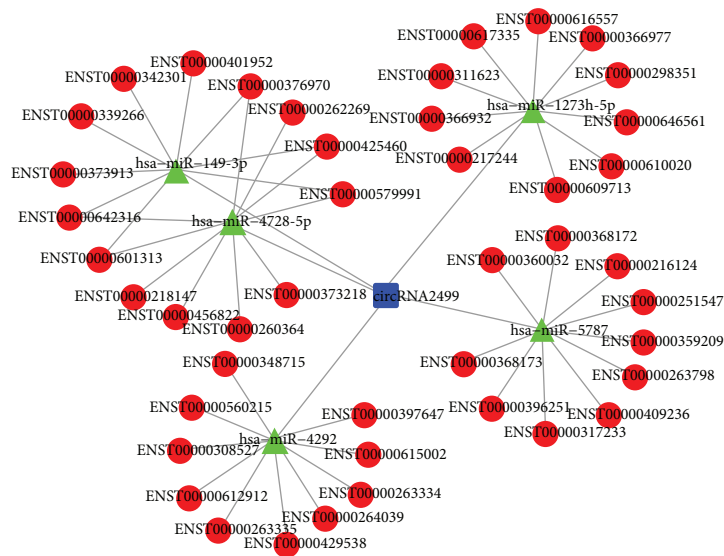 ENST00000616557
ENST00000617335
ENST00000366977
ENST00000401952
ENST00000342301
ENST00000376970
ENST00000311623
ENST00000298351
ENST00000262269
hsa-miR-1273h-5p
ENST00000339266
ENST00000366932
ENST00000646561
ENST00000425460
ENST00000217244
hsa-miR-149-3p
ENST00000610020
ENST00000373913
ENST00000609713
ENST00000579991
ENST00000642316
hsa-miR-4728-5p
ENST00000368172
ENST00000360032
ENST00000216124
ENST00000601313
ENST00000218147
ENST00000373218
circRNA2499
ENST00000251547
ENST00000456822
ENST00000260364
hsa-miR-5787
ENST00000359209
ENST00000348715
ENST00000368173
ENST00000263798
ENST00000560215
ENST00000397647
ENST00000396251
ENST00000409236
ENST00000317233
hsa-miR-4292
ENST00000308527
ENST00000615002
ENST00000612912
ENST00000263334
ENST00000264039
ENST00000263335
ENST00000429538